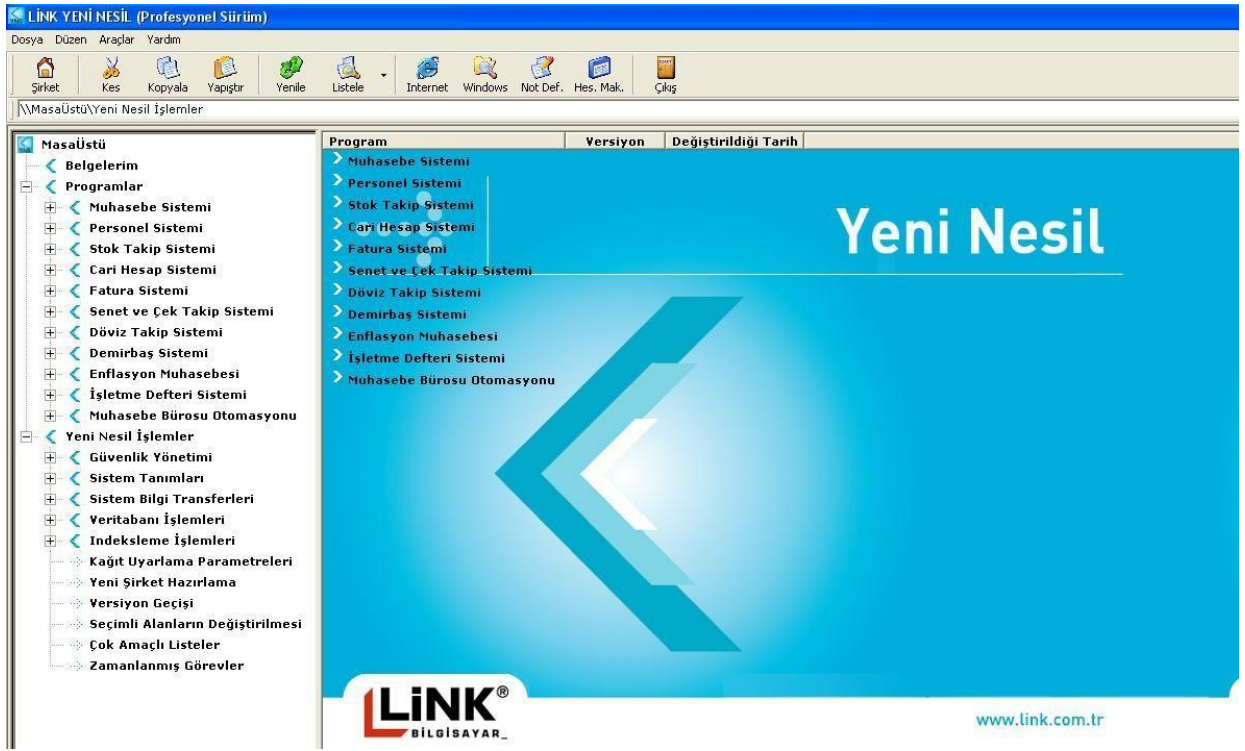 LİNK YENİ NESİL (Profesyonel Sürüm)
Dosya Düzen Araçlar Yardım
Şirket Kes Kopyala Yapıştır Yenile Listele Internet Windows Not Def. Hes. Mak. Çıkış
\\MasaÜstü\Yeni Nesil İşlemler
MasaÜstü
Belgelerim
Programlar
Muhasebe Sistemi
Personel Sistemi
Stok Takip Sistemi
Cari Hesap Sistemi
Fatura Sistemi
Senet ve Çek Takip Sistemi
Döviz Takip Sistemi
Demirbaş Sistemi
Enflasyon Muhasebesi
İşletme Defteri Sistemi
Muhasebe Bürosu Otomasyonu
Yeni Nesil İşlemler
Güvenlik Yönetimi
Sistem Tanımları
Sistem Bilgi Transferleri
Veritabanı İşlemleri
Indeksleme İşlemleri
Kağıt Uyarlama Parametreleri
Yeni Şirket Hazırlama
Versiyon Geçişi
Seçimli Alanların Değiştirilmesi
Çok Amaçlı Listeler
Zamanlanmış Görevler
Program Versiyon Değiştirildiği Tarih
Muhasebe Sistemi
Personel Sistemi
Stok Takip Sistemi
Cari Hesap Sistemi
Fatura Sistemi
Senet ve Çek Takip Sistemi
Döviz Takip Sistemi
Demirbaş Sistemi
Enflasyon Muhasebesi
İşletme Defteri Sistemi
Muhasebe Bürosu Otomasyonu
Yeni Nesil
LiNK®
BİLGİSAYAR_
www.link.com.tr